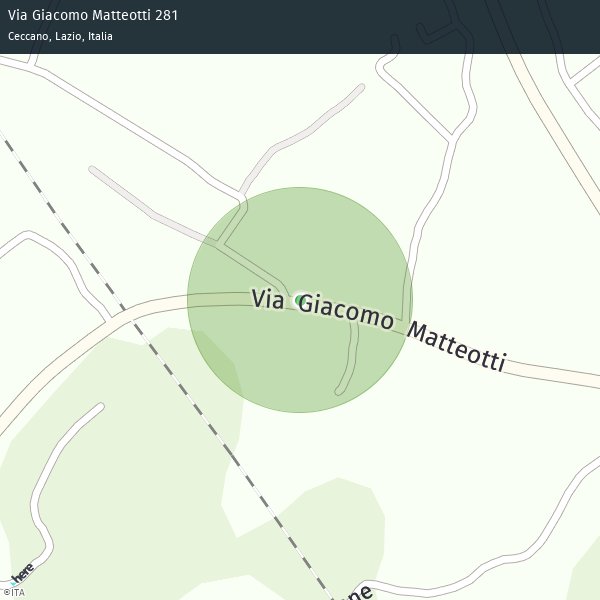 Via Giacomo Matteotti 281
Ceccano, Lazio, Italia
Via Giacomo Matteotti
here
©ITA